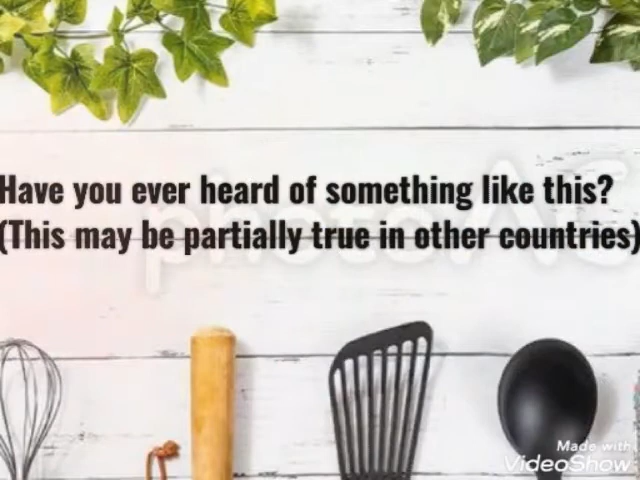 Have you ever heard of something like this?
(This may be partially true in other countries)
photoAC
Made with
VideoShow